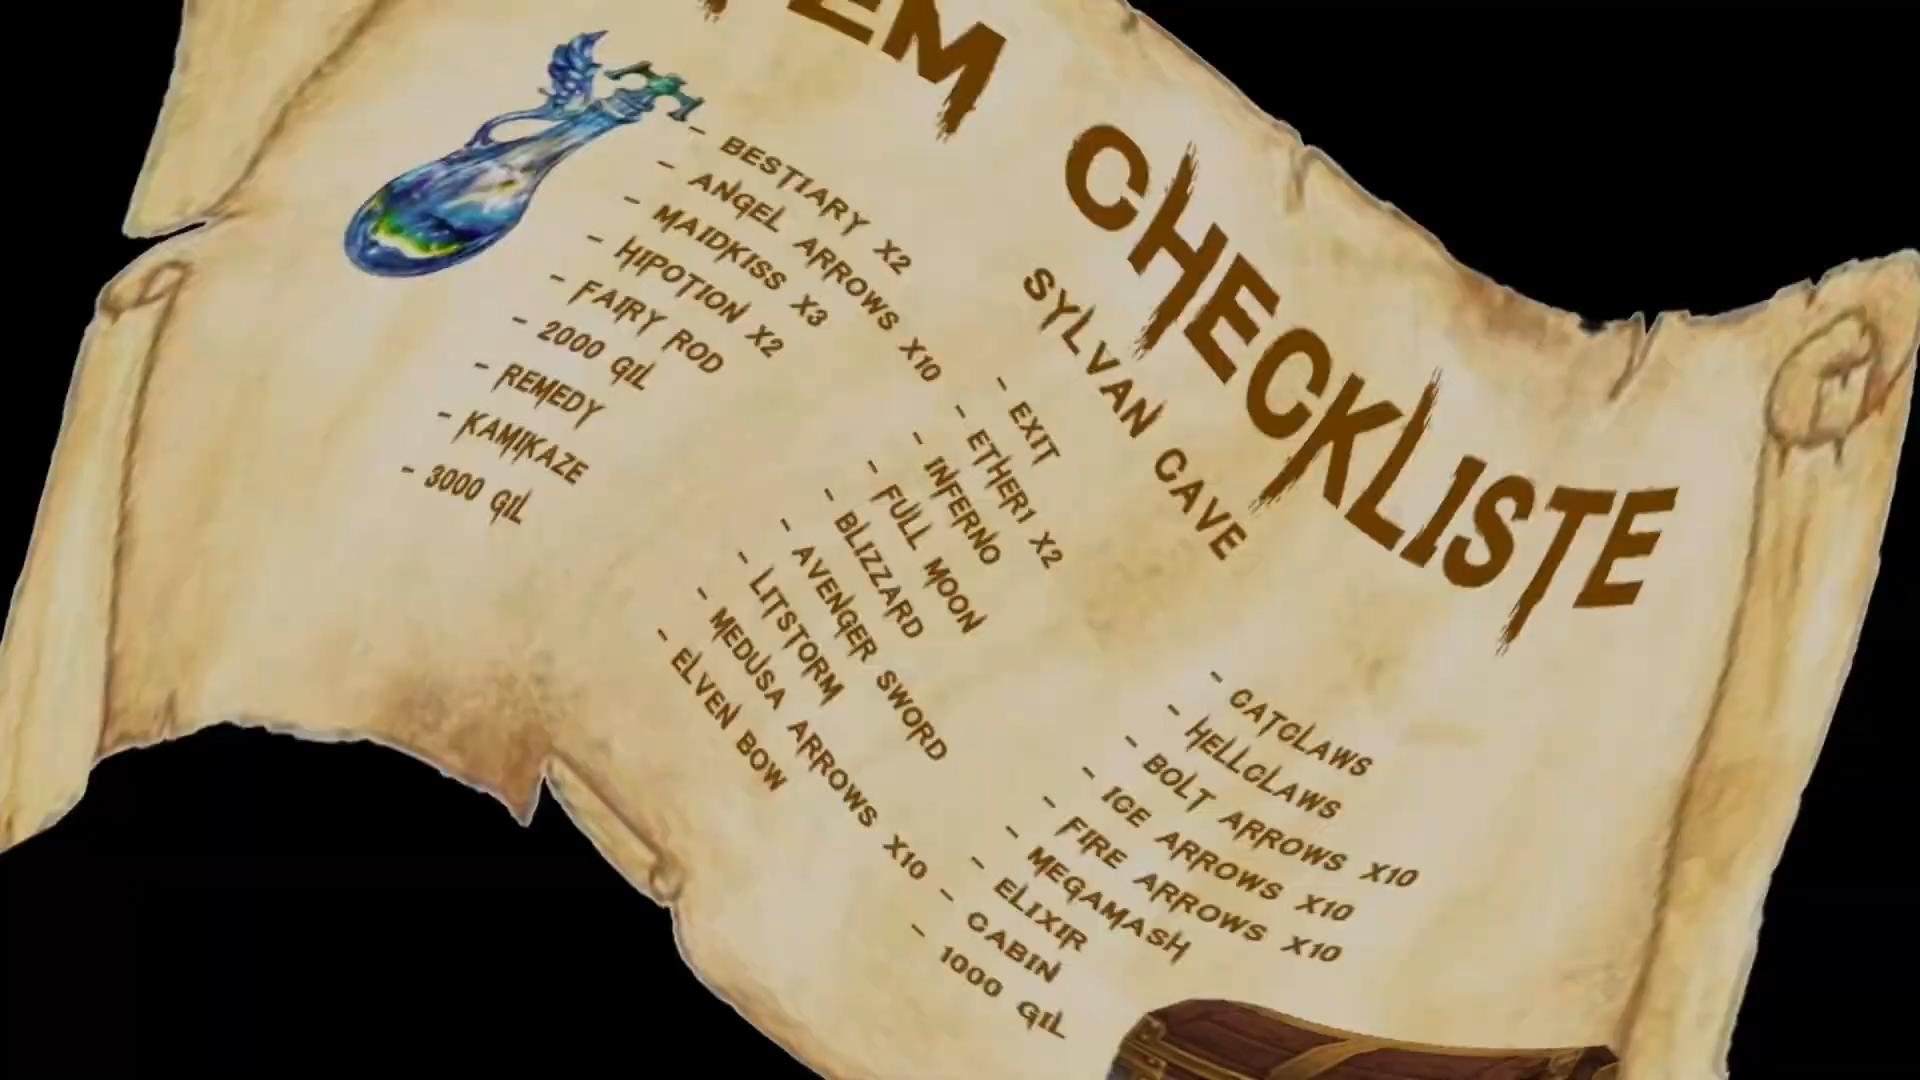 TEM CHECKLISTE
SYLVAN CAVE
- BESTIARY X2
- ANGEL ARROWS X10
- MAIDKISS X3
- HIPOTION X2
- FAIRY ROD
- 2000 GIL
- REMEDY
- KAMIKAZE
- 3000 GIL
- EXIT
- ETHER1 X2
- INFERNO
- FULL MOON
- BLIZZARD
- AVENGER SWORD
- LITSTORM
- MEDUSA ARROWS X10
- ELVEN BOW
- CATCLAWS
- HELLCLAWS
- BOLT ARROWS X10
- ICE ARROWS X10
- FIRE ARROWS X10
- MEGAMASH
- ELIXIR
- CABIN
- 1000 GIL